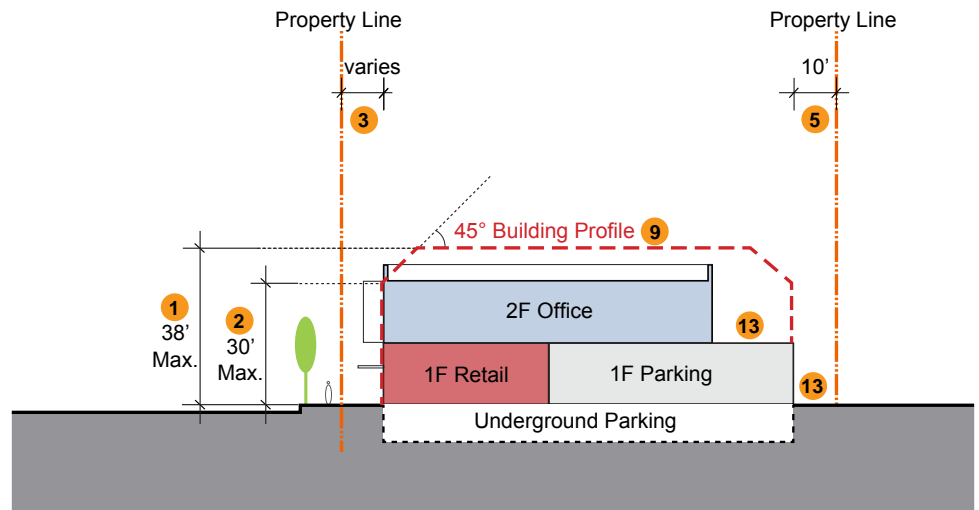 Property Line
Property Line
varies
10’
3
5
45° Building Profile 9
1
38’
Max.
2
30’
Max.
2F Office
13
1F Retail
1F Parking
13
Underground Parking